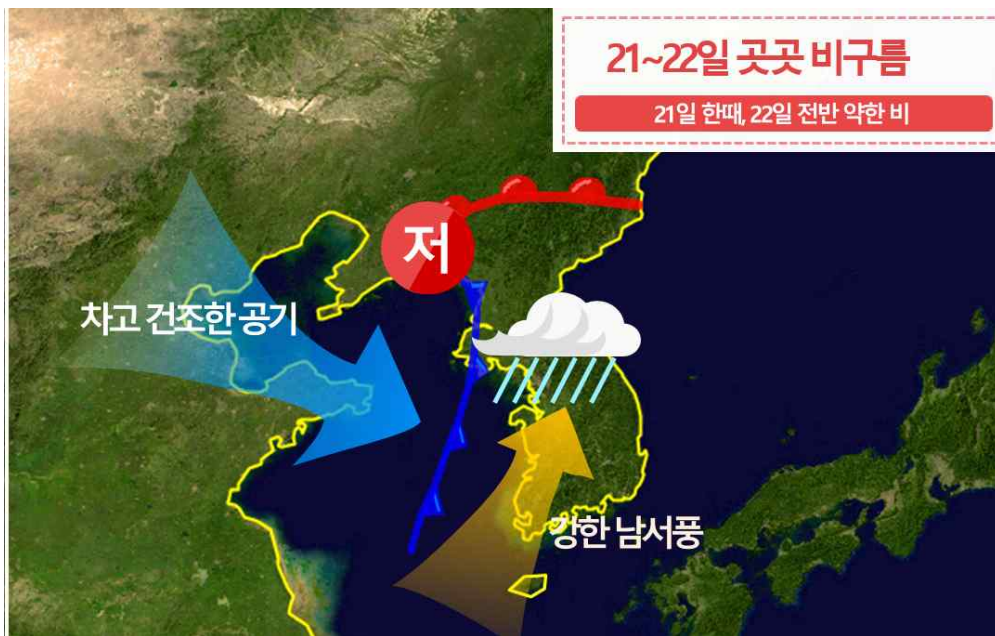 21~22일 곳곳 비구름
21일 한때, 22일 전반 약한 비
저
차고 건조한 공기
강한 남서풍